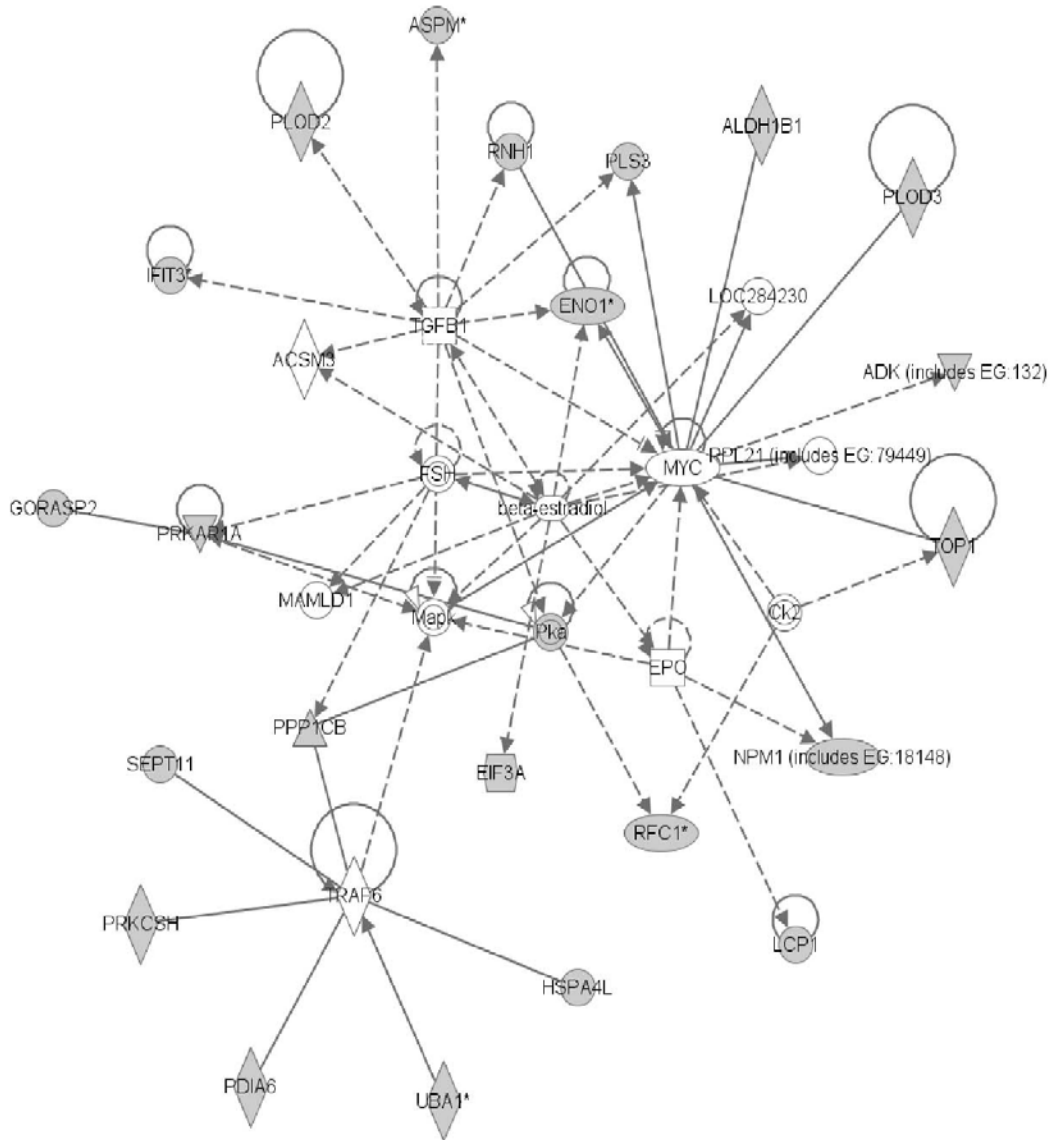 ASPM*
PLOD2
ALDH1B1
RNH1
PLS3
PLOD3
IFIT3*
LOC284230
ENO1*
TGFB1
ACSM3
ADK (includes EG:132)
RPL21 (includes EG:79449)
MYC
FSH
GORASP2
beta-estradiol
PRKAR1A
TOP1
MAMLD1
Mapk
Ck2
Pka
EPO
PPP1CB
NPM1 (includes EG:18148)
SEPT11
EIF3A
RFC1*
TRAF6
PRKCSH
LCP1
HSPA4L
PDIA6
UBA1*